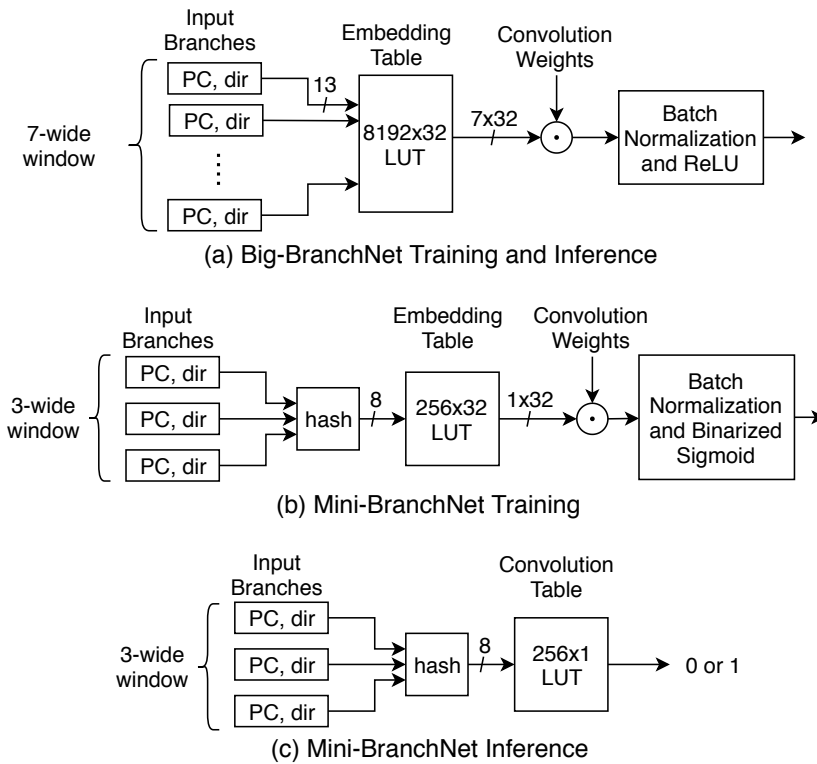 Input
Branches
Embedding
Table
Convolution
Weights
7-wide
window
PC, dir
PC, dir
PC, dir
13
8192x32
LUT
7x32
Batch
Normalization
and ReLU
(a) Big-BranchNet Training and Inference
Input
Branches
Embedding
Table
Convolution
Weights
3-wide
window
PC, dir
PC, dir
PC, dir
hash
8
256x32
LUT
1x32
Batch
Normalization
and Binarized
Sigmoid
(b) Mini-BranchNet Training
Input
Branches
Convolution
Table
3-wide
window
PC, dir
PC, dir
PC, dir
hash
8
256x1
LUT
0 or 1
(c) Mini-BranchNet Inference